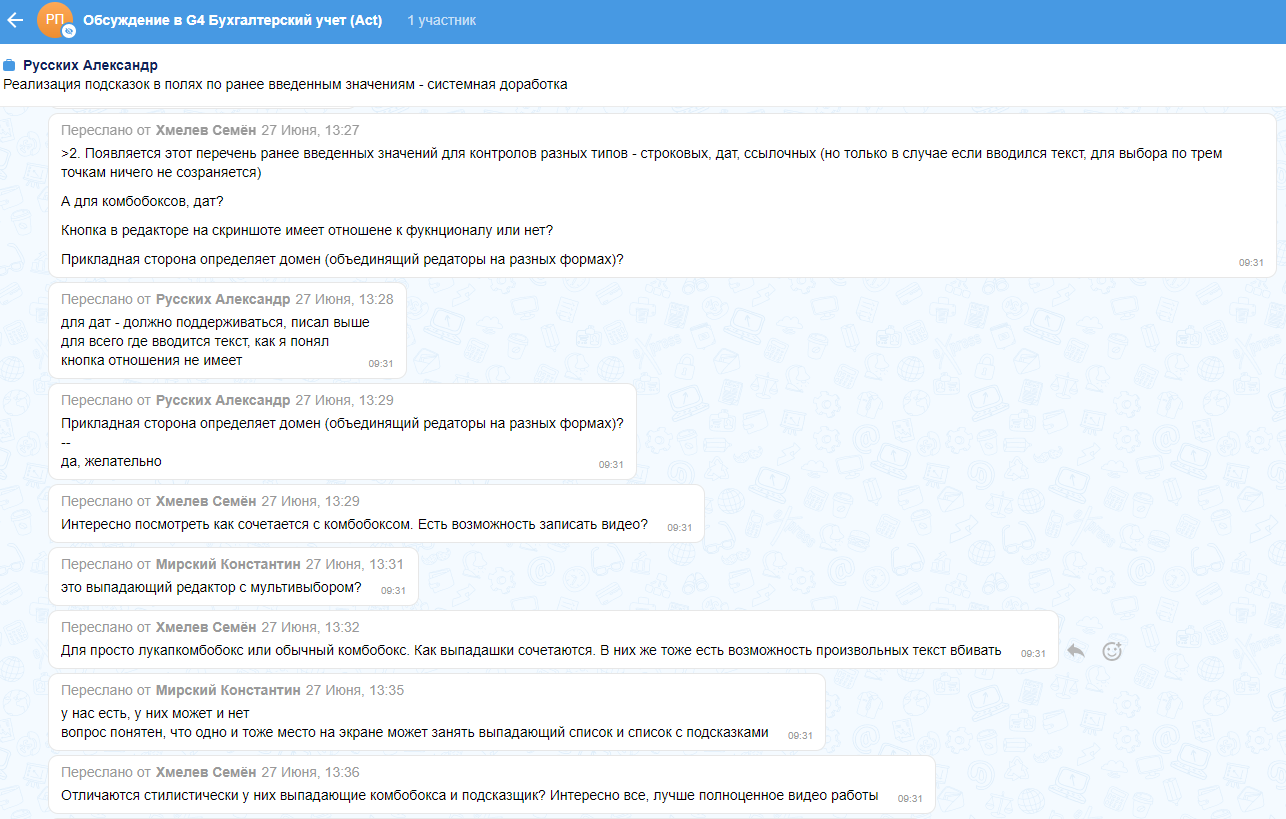 РП
Обсуждение в G4 Бухгалтерский учет (Act) 1 участник
Русских Александр
Реализация подсказок в полях по ранее введенным значениям - системная доработка
Переслано от Хмелев Семён 27 Июня, 13:27
>2. Появляется этот перечень ранее введенных значений для контролов разных типов - строковых, дат, ссылочных (но только в случае если вводился текст, для выбора по трем
точкам ничего не созраняется)
А для комбобоксов, дат?
Кнопка в редакторе на скриншоте имеет отношене к фукнционалу или нет?
Прикладная сторона определяет домен (объединящий редаторы на разных формах)?
09:31
Переслано от Русских Александр 27 Июня, 13:28
для дат - должно поддерживаться, писал выше
для всего где вводится текст, как я понял
кнопка отношения не имеет
09:31
Переслано от Русских Александр 27 Июня, 13:29
Прикладная сторона определяет домен (объединящий редаторы на разных формах)?
--
да, желательно
09:31
Переслано от Хмелев Семён 27 Июня, 13:29
Интересно посмотреть как сочетается с комбобоксом. Есть возможность записать видео?
09:31
Переслано от Мирский Константин 27 Июня, 13:31
это выпадающий редактор с мультивыбором?
09:31
Переслано от Хмелев Семён 27 Июня, 13:32
Для просто лукапкомбобокс или обычный комбобокс. Как выпадашки сочетаются. В них же тоже есть возможность произвольных текст вбивать
09:31
Переслано от Мирский Константин 27 Июня, 13:35
у нас есть, у них может и нет
вопрос понятен, что одно и тоже место на экране может занять выпадающий список и список с подсказками
09:31
Переслано от Хмелев Семён 27 Июня, 13:36
Отличаются стилистически у них выпадающие комбобокса и подсказщик? Интересно все, лучше полноценное видео работы
09:31